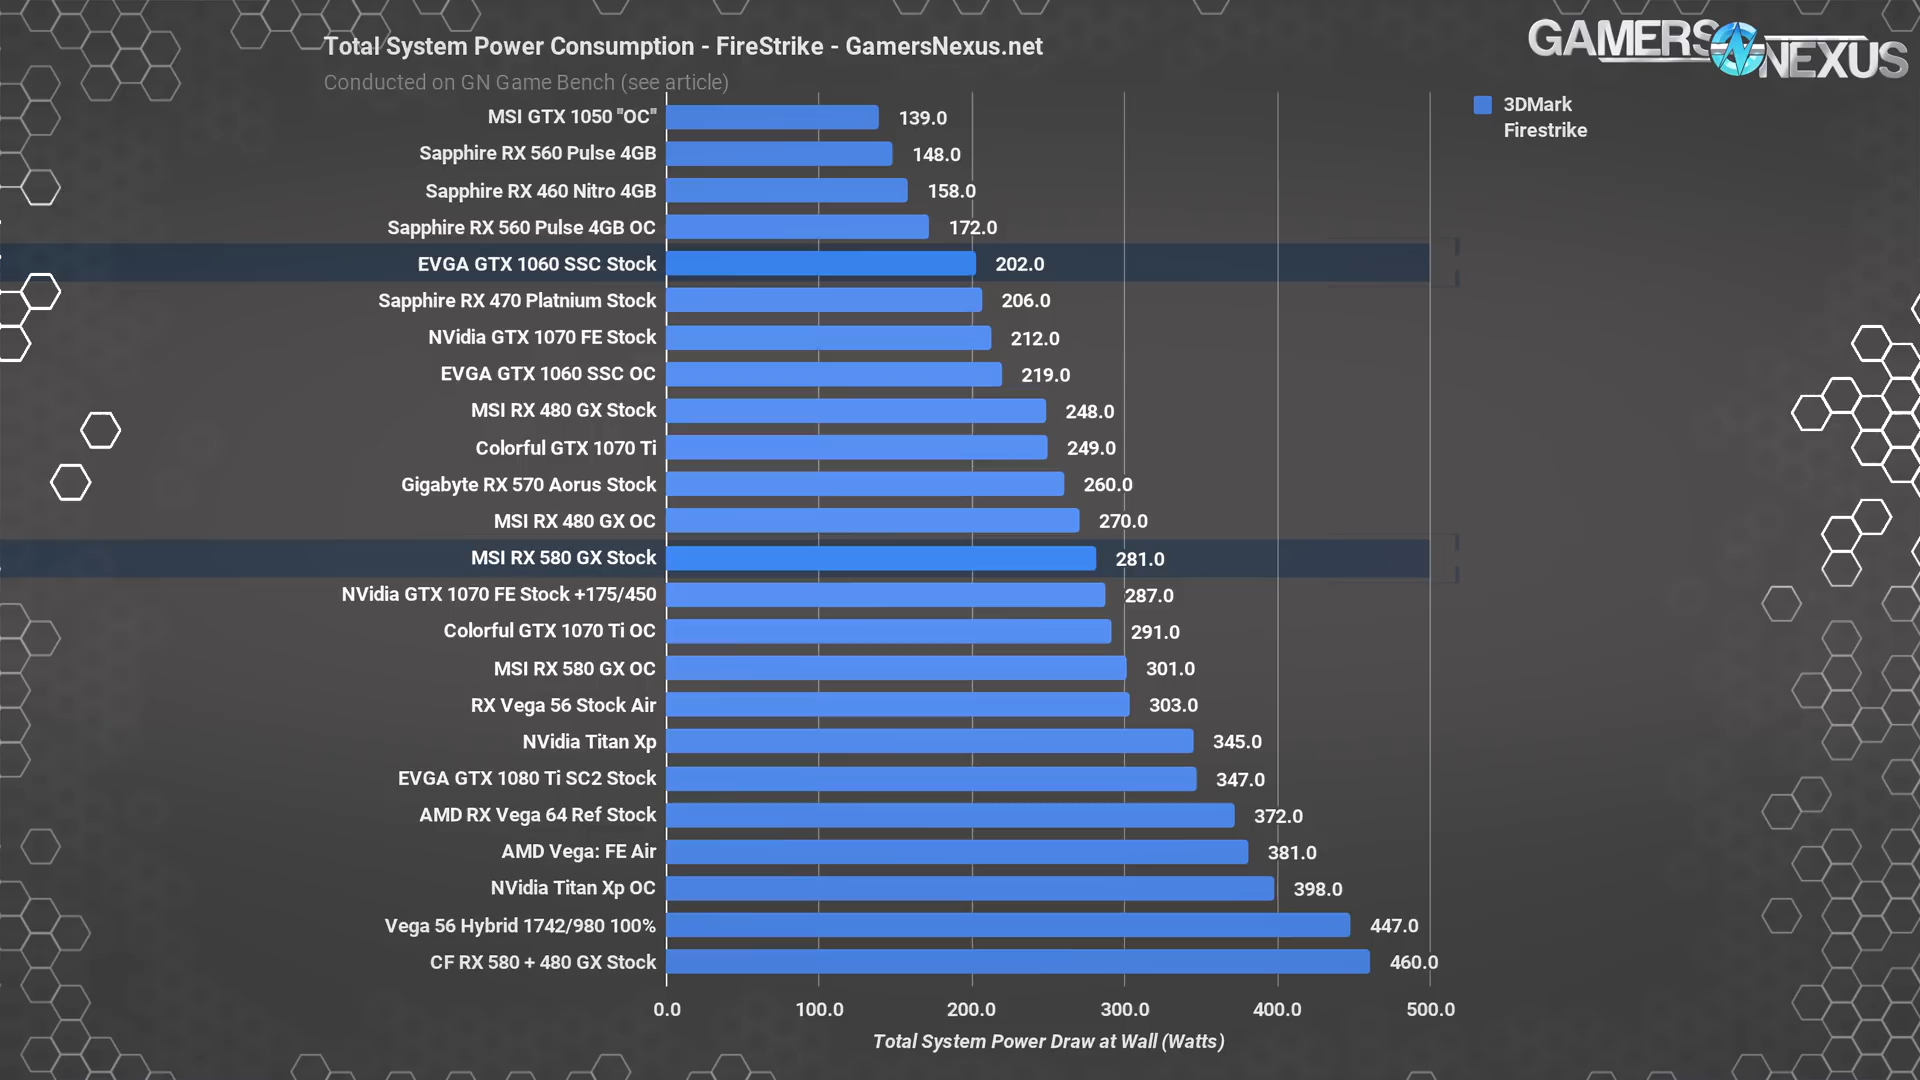 Total System Power Consumption - FireStrike - GamersNexus.net
Conducted on GN Game Bench (see article)
GAMERS NEXUS
3DMark
Firestrike
MSI GTX 1050 "OC" 139.0
Sapphire RX 560 Pulse 4GB 148.0
Sapphire RX 460 Nitro 4GB 158.0
Sapphire RX 560 Pulse 4GB OC 172.0
EVGA GTX 1060 SSC Stock 202.0
Sapphire RX 470 Platnium Stock 206.0
NVidia GTX 1070 FE Stock 212.0
EVGA GTX 1060 SSC OC 219.0
MSI RX 480 GX Stock 248.0
Colorful GTX 1070 Ti 249.0
Gigabyte RX 570 Aorus Stock 260.0
MSI RX 480 GX OC 270.0
MSI RX 580 GX Stock 281.0
NVidia GTX 1070 FE Stock +175/450 287.0
Colorful GTX 1070 Ti OC 291.0
MSI RX 580 GX OC 301.0
RX Vega 56 Stock Air 303.0
NVidia Titan Xp 345.0
EVGA GTX 1080 Ti SC2 Stock 347.0
AMD RX Vega 64 Ref Stock 372.0
AMD Vega: FE Air 381.0
NVidia Titan Xp OC 398.0
Vega 56 Hybrid 1742/980 100% 447.0
CF RX 580 + 480 GX Stock 460.0
0.0 100.0 200.0 300.0 400.0 500.0
Total System Power Draw at Wall (Watts)